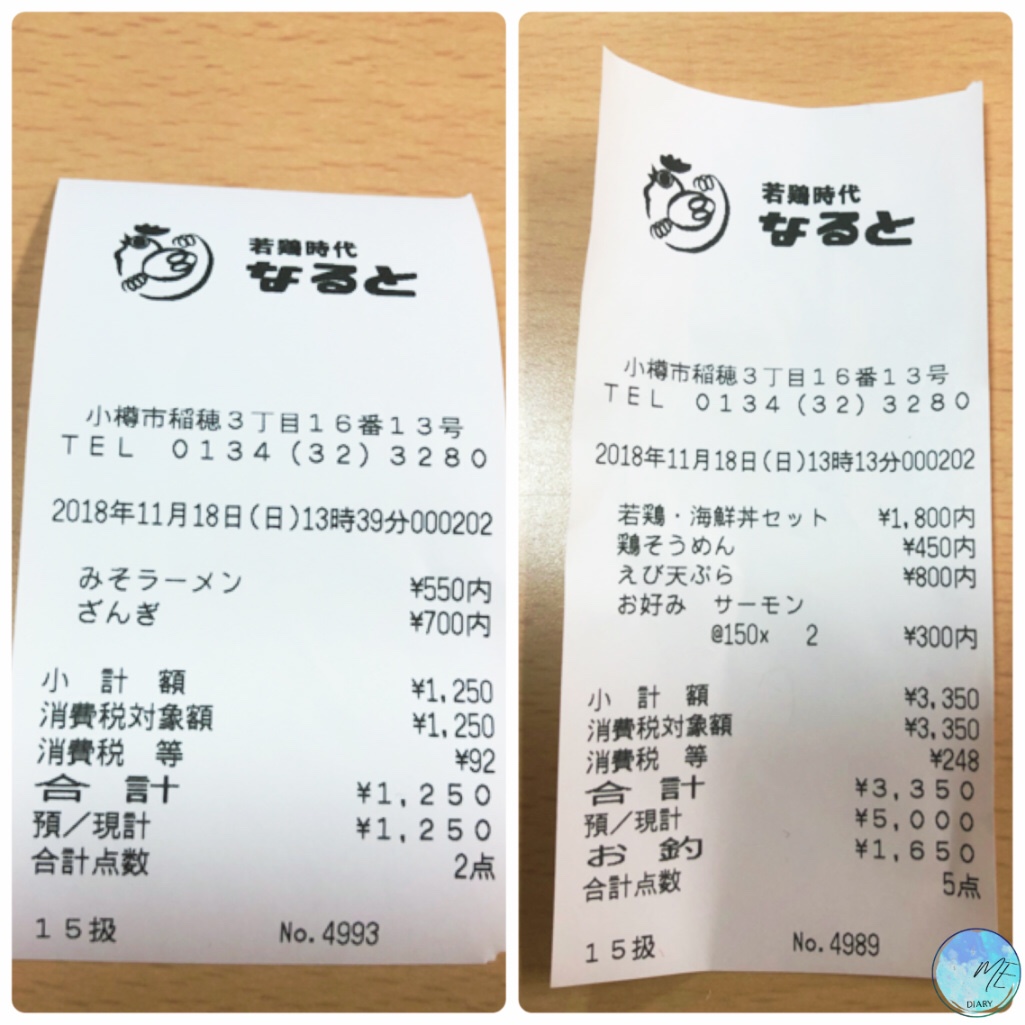 若鶏時代
なると
小樽市稲穂3丁目16番13号
TEL 0134(32)3280
2018年11月18日(日)13時39分000202
みそラーメン ¥550内
ざんぎ ¥700内
小 計 額 ¥1,250
消費税対象額 ¥1,250
消費税 等 ¥92
合 計 ¥1,250
預/現計 ¥1,250
合計点数 2点
15扱 No.4993
若鶏時代
なると
小樽市稲穂3丁目16番13号
TEL 0134(32)3280
2018年11月18日(日)13時13分000202
若鶏・海鮮丼セット ¥1,800内
鶏そうめん ¥450内
えび天ぷら ¥800内
お好み サーモン
@150x 2 ¥300内
小 計 額 ¥3,350
消費税対象額 ¥3,350
消費税 等 ¥248
合 計 ¥3,350
預/現計 ¥5,000
お 釣 ¥1,650
合計点数 5点
15扱 No.4989
ME
DIARY